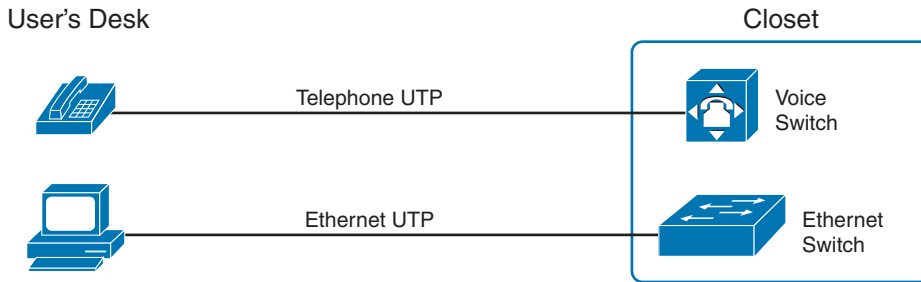 User's Desk
Closet
Telephone UTP
Voice
Switch
Ethernet UTP
Ethernet
Switch